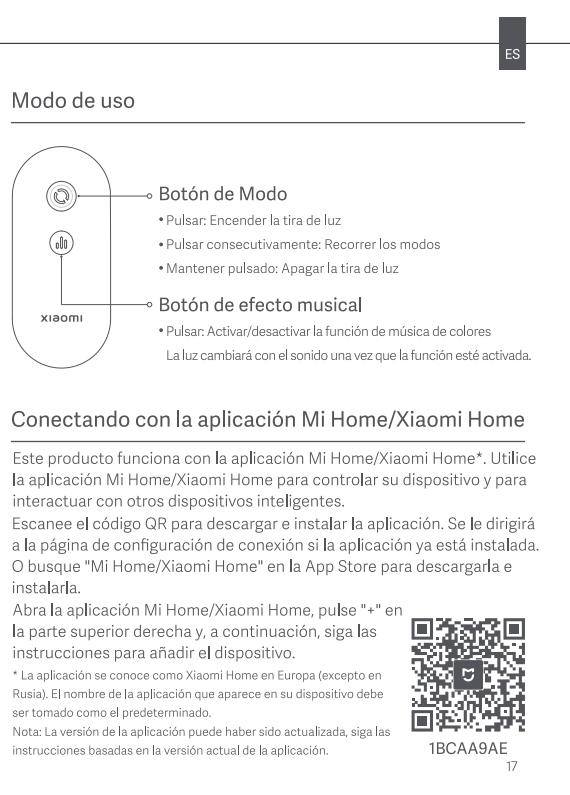 ES
Modo de uso
Botón de Modo
• Pulsar: Encender la tira de luz
• Pulsar consecutivamente: Recorrer los modos
• Mantener pulsado: Apagar la tira de luz
Botón de efecto musical
xiaomi
• Pulsar: Activar/desactivar la función de música de colores
La luz cambiará con el sonido una vez que la función esté activada.
Conectando con la aplicación Mi Home/Xiaomi Home
Este producto funciona con la aplicación Mi Home/Xiaomi Home*. Utilice
la aplicación Mi Home/Xiaomi Home para controlar su dispositivo y para
interactuar con otros dispositivos inteligentes.
Escanee el código QR para descargar e instalar la aplicación. Se le dirigirá
a la página de configuración de conexión si la aplicación ya está instalada.
O busque "Mi Home/Xiaomi Home" en la App Store para descargarla e
instalarla.
Abra la aplicación Mi Home/Xiaomi Home, pulse "+" en
la parte superior derecha y, a continuación, siga las
instrucciones para añadir el dispositivo.
* La aplicación se conoce como Xiaomi Home en Europa (excepto en
Rusia). El nombre de la aplicación que aparece en su dispositivo debe
ser tomado como el predeterminado.
Nota: La versión de la aplicación puede haber sido actualizada, siga las
instrucciones basadas en la versión actual de la aplicación.
1BCAA9AE
17